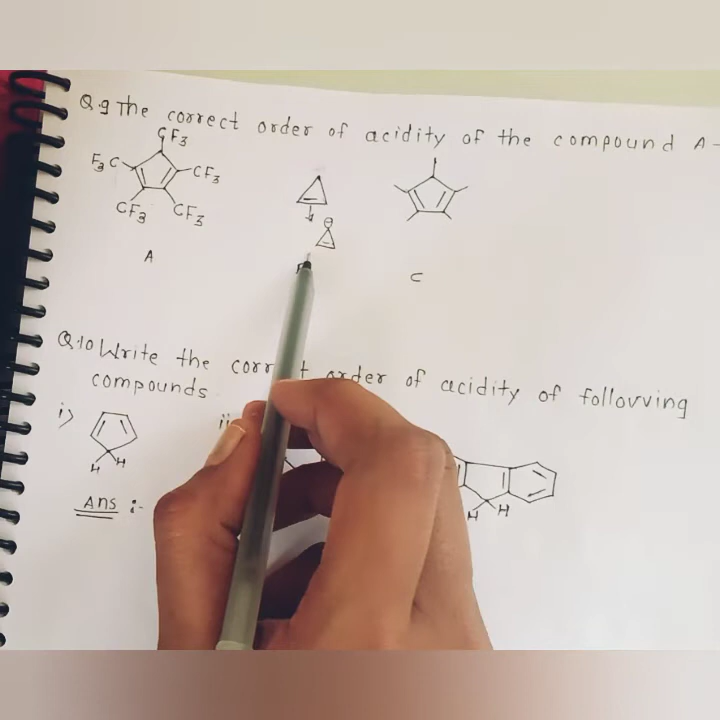 Q.9 The correct order of acidity of the compound A-
CF3
F3C CF3
CF3 CF3
⊖
A C
Q.10 Write the order of acidity of following
compounds
i>
H H H H
Ans :-